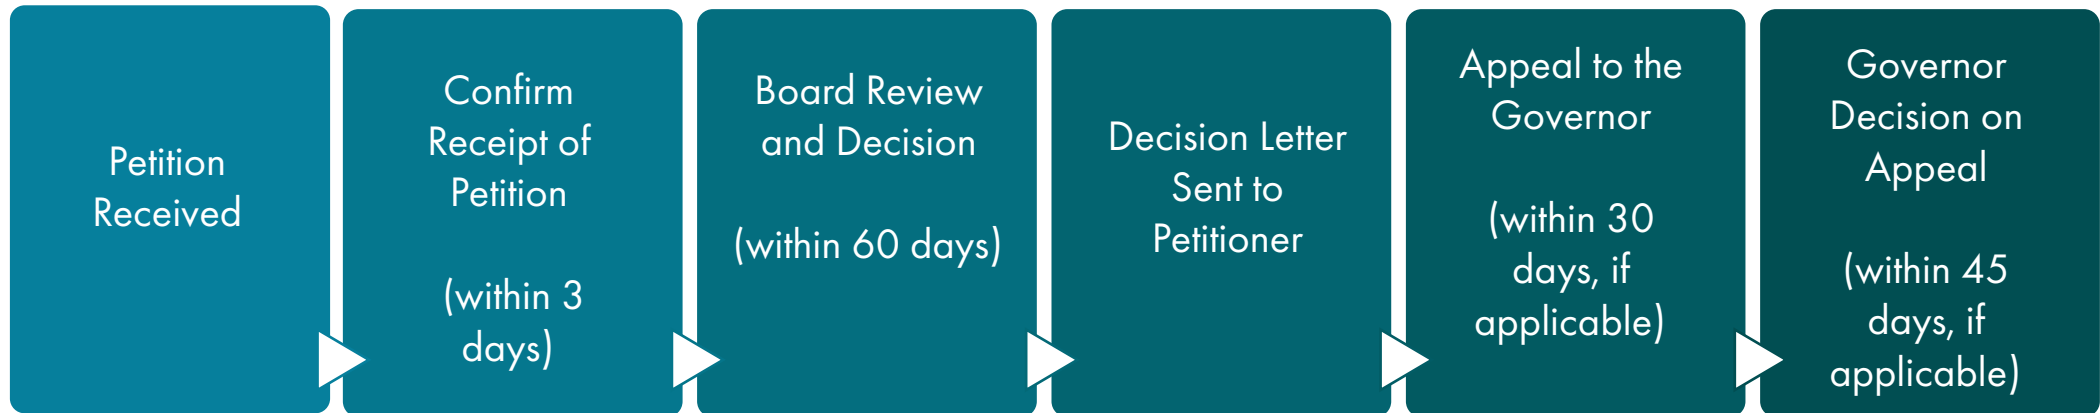 Petition
Received
Confirm
Receipt of
Petition
(within 3
days)
Board Review
and Decision
(within 60 days)
Decision Letter
Sent to
Petitioner
Appeal to the
Governor
(within 30
days, if
applicable)
Governor
Decision on
Appeal
(within 45
days, if
applicable)